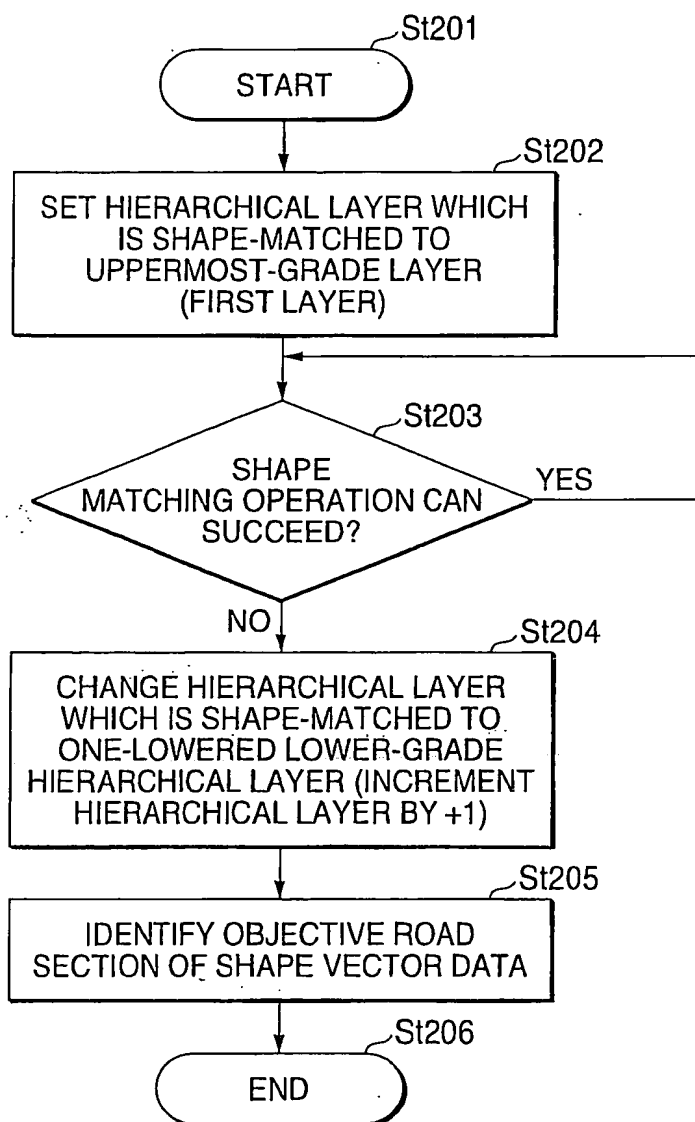 St201
START
St202
SET HIERARCHICAL LAYER WHICH
IS SHAPE-MATCHED TO
UPPERMOST-GRADE LAYER
(FIRST LAYER)
St203
SHAPE
MATCHING OPERATION CAN
SUCCEED?
YES
NO
St204
CHANGE HIERARCHICAL LAYER
WHICH IS SHAPE-MATCHED TO
ONE-LOWERED LOWER-GRADE
HIERARCHICAL LAYER (INCREMENT
HIERARCHICAL LAYER BY +1)
St205
IDENTIFY OBJECTIVE ROAD
SECTION OF SHAPE VECTOR DATA
St206
END